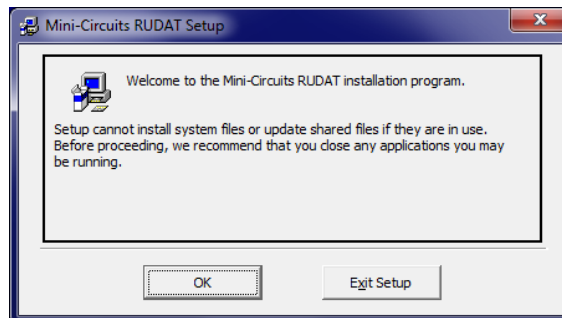 Mini-Circuits RUDAT Setup
Welcome to the Mini-Circuits RUDAT installation program.
Setup cannot install system files or update shared files if they are in use.
Before proceeding, we recommend that you close any applications you may
be running.
OK
Exit Setup